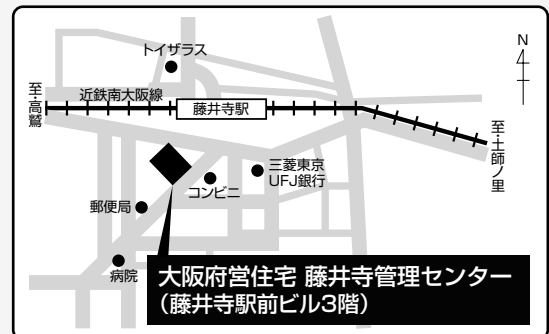 トイザラス
N
至・高鷲
近鉄南大阪線
藤井寺駅
至・土師ノ里
三菱東京
UFJ銀行
コンビニ
郵便局
病院
大阪府営住宅 藤井寺管理センター
（藤井寺駅前ビル3階）